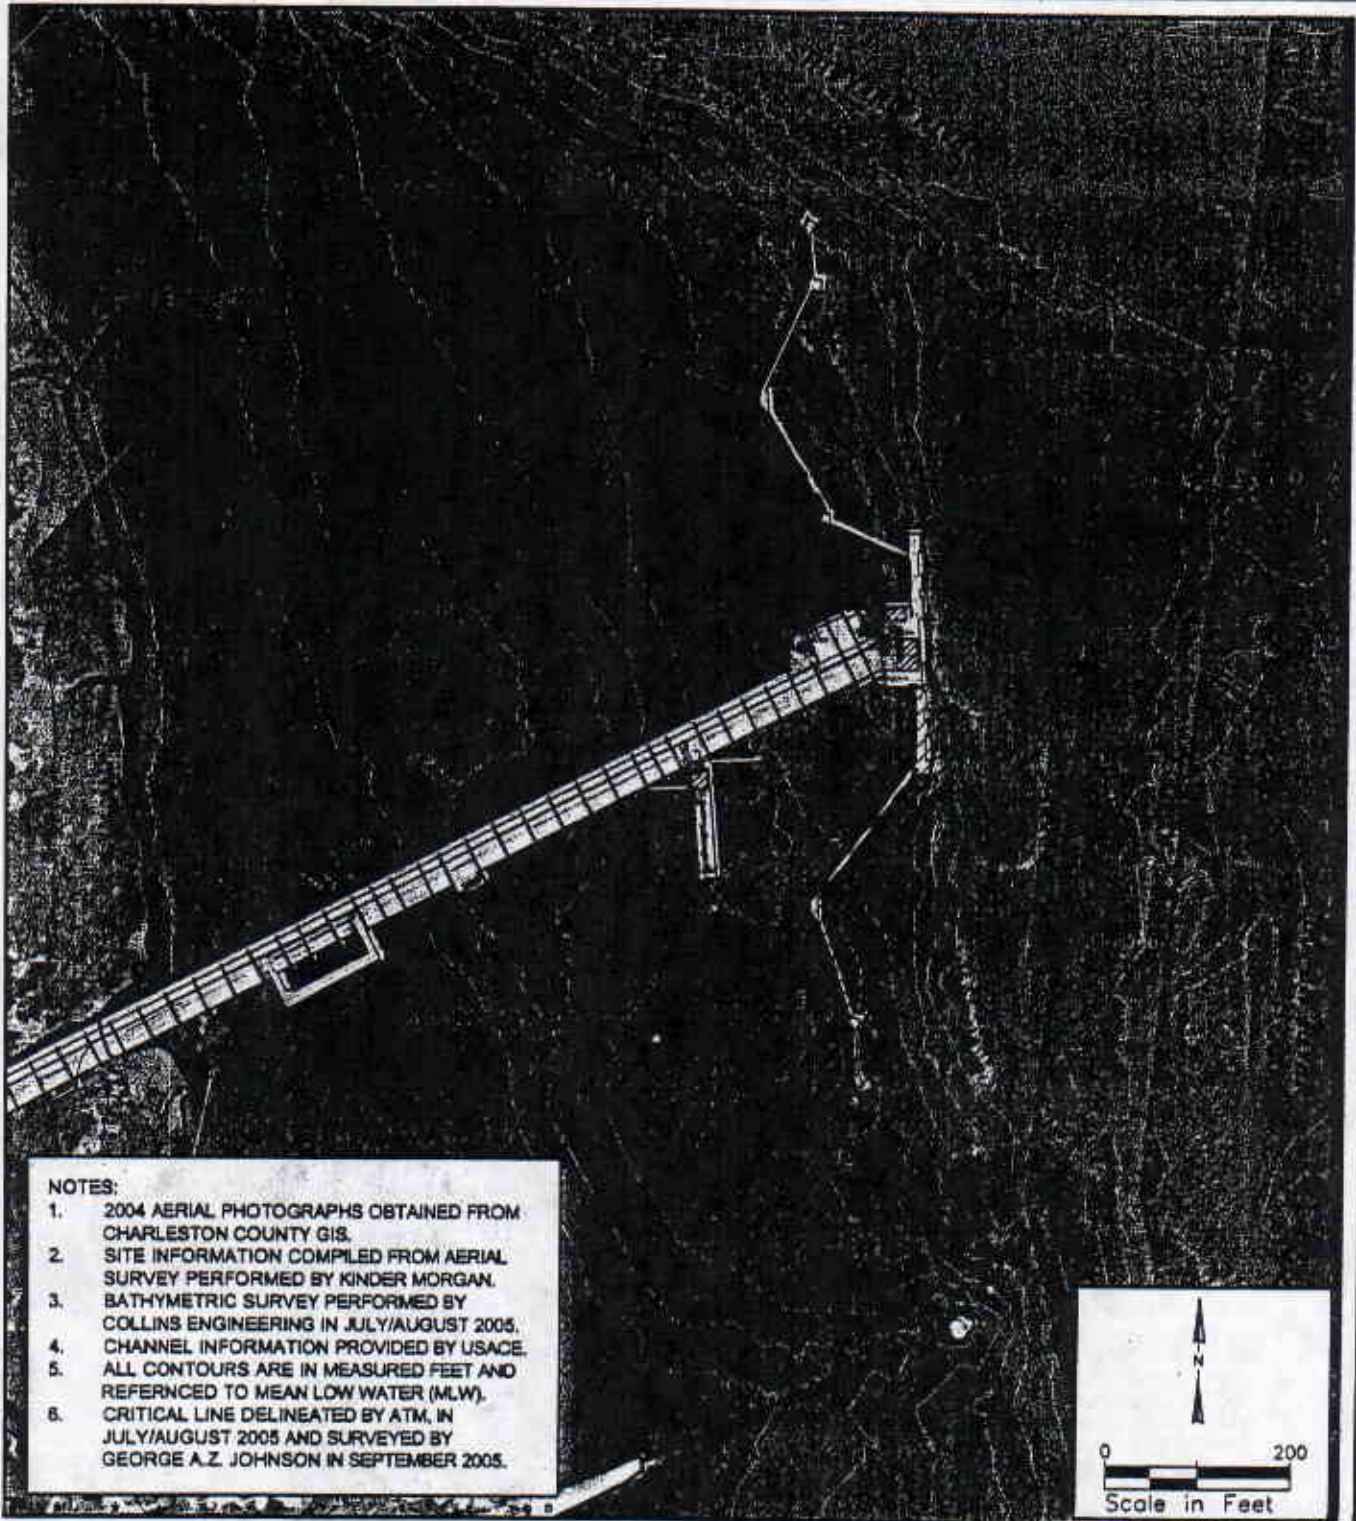 NOTES:
1. 2004 AERIAL PHOTOGRAPHS OBTAINED FROM
CHARLESTON COUNTY GIS.
2. SITE INFORMATION COMPILED FROM AERIAL
SURVEY PERFORMED BY KINDER MORGAN.
3. BATHYMETRIC SURVEY PERFORMED BY
COLLINS ENGINEERING IN JULY/AUGUST 2005.
4. CHANNEL INFORMATION PROVIDED BY USACE.
5. ALL CONTOURS ARE IN MEASURED FEET AND
REFERNCED TO MEAN LOW WATER (MLW).
6. CRITICAL LINE DELINEATED BY ATM, IN
JULY/AUGUST 2005 AND SURVEYED BY
GEORGE A.Z. JOHNSON IN SEPTEMBER 2005.
N
0 200
Scale in Feet